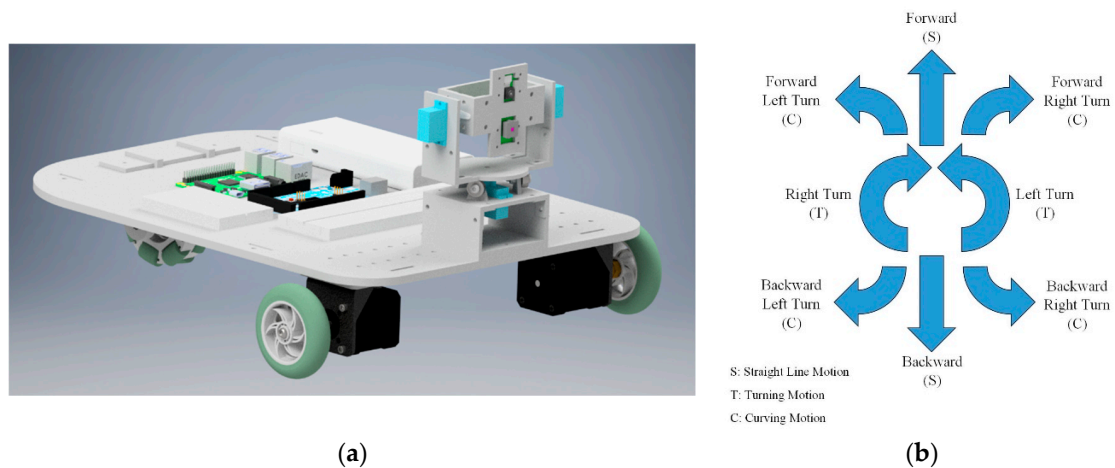 Forward
(S)
Forward
Left Turn
(C)
Forward
Right Turn
(C)
Right Turn
(T)
Left Turn
(T)
Backward
Left Turn
(C)
Backward
Right Turn
(C)
Backward
(S)
S: Straight Line Motion
T: Turning Motion
C: Curving Motion
(a)
(b)